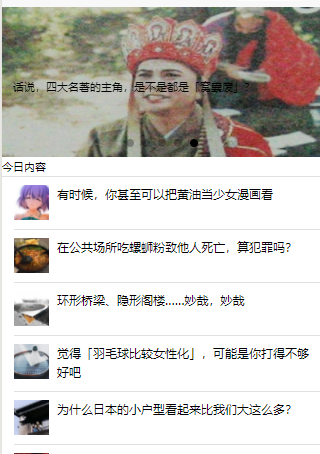 话说，四大名著的主角，是不是都是「窝囊废」？
今日内容
有时候，你甚至可以把黄油当少女漫画看
在公共场所吃螺蛳粉致他人死亡，算犯罪吗？
环形桥梁、隐形阁楼……妙哉，妙哉
觉得「羽毛球比较女性化」，可能是你打得不够
好吧
为什么日本的小户型看起来比我们大这么多？